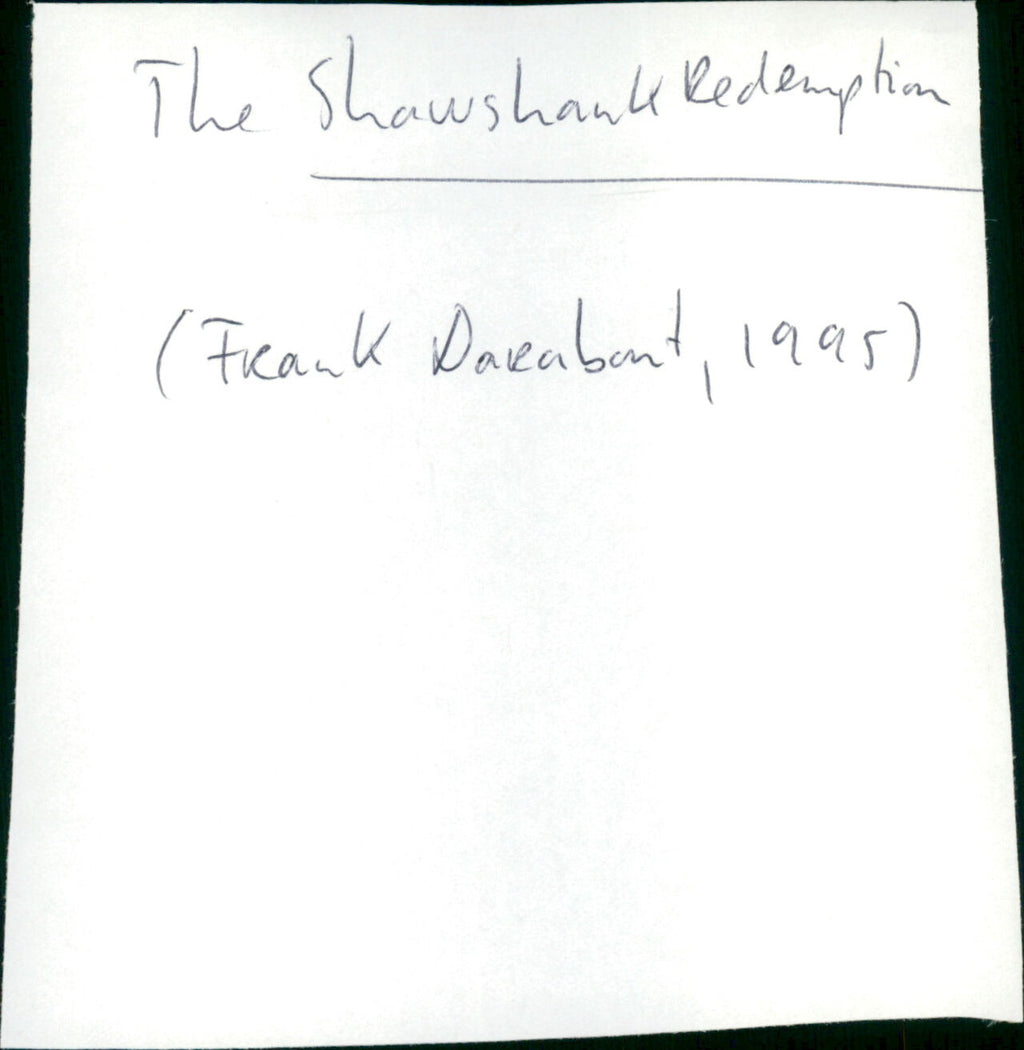 The Shawshank Redemption
(Frank Darabont, 1995)